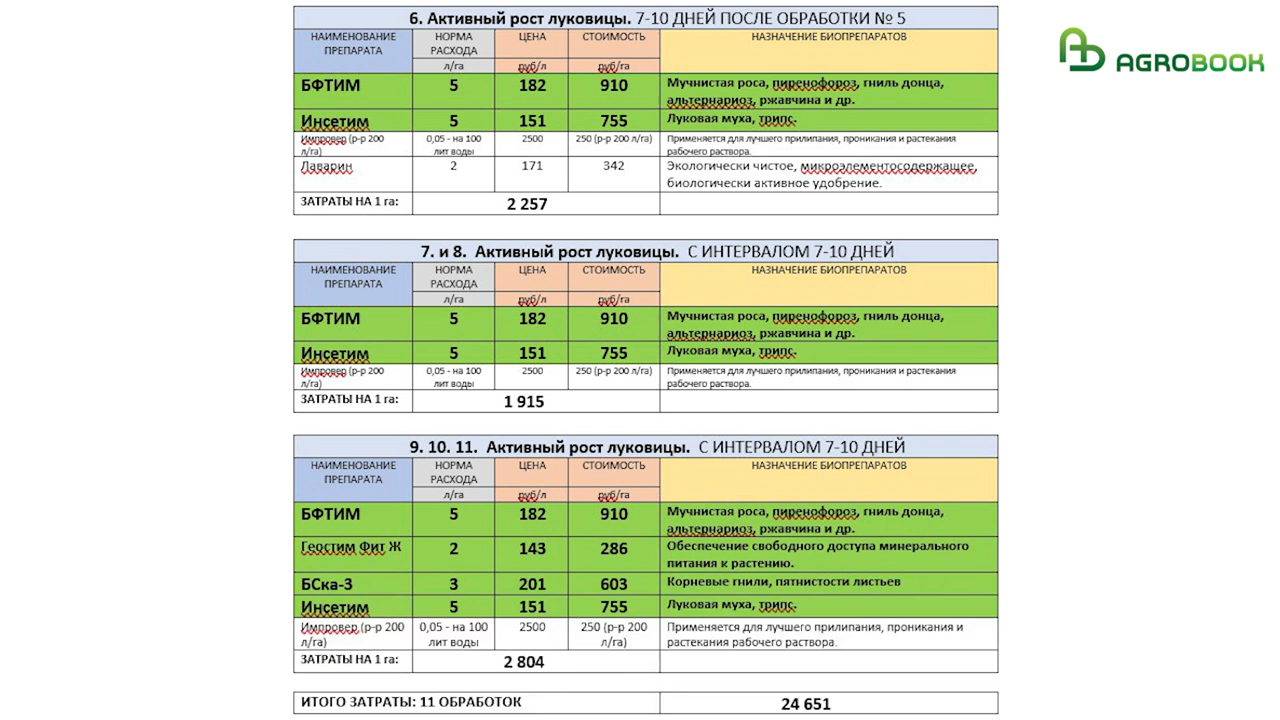 6. Активный рост луковицы. 7-10 ДНЕЙ ПОСЛЕ ОБРАБОТКИ № 5
AGROBOOK
НАИМЕНОВАНИЕ ПРЕПАРАТА НОРМА РАСХОДА ЦЕНА СТОИМОСТЬ НАЗНАЧЕНИЕ БИОПРЕПАРАТОВ
л/га руб/л руб/га
БФТИМ 5 182 910 Мучнистая роса, пиренофороз, гниль донца,
альтернариоз, ржавчина и др.
Инсетим 5 151 755 Луковая муха, трипс.
Импровер (р-р 200 0,05 - на 100 2500 250 (р-р 200 л/га) Применяется для лучшего прилипания, проникания и растекания
л/га) лит воды рабочего раствора.
Лаварин 2 171 342 Экологически чистое, микроэлементосодержащее,
биологически активное удобрение.
ЗАТРАТЫ НА 1 га: 2 257
7. и 8. Активный рост луковицы. С ИНТЕРВАЛОМ 7-10 ДНЕЙ
НАИМЕНОВАНИЕ ПРЕПАРАТА НОРМА РАСХОДА ЦЕНА СТОИМОСТЬ НАЗНАЧЕНИЕ БИОПРЕПАРАТОВ
л/га руб/л руб/га
БФТИМ 5 182 910 Мучнистая роса, пиренофороз, гниль донца,
альтернариоз, ржавчина и др.
Инсетим 5 151 755 Луковая муха, трипс.
Импровер (р-р 200 0,05 - на 100 2500 250 (р-р 200 л/га) Применяется для лучшего прилипания, проникания и растекания
л/га) лит воды рабочего раствора.
ЗАТРАТЫ НА 1 га: 1 915
9. 10. 11. Активный рост луковицы. С ИНТЕРВАЛОМ 7-10 ДНЕЙ
НАИМЕНОВАНИЕ ПРЕПАРАТА НОРМА РАСХОДА ЦЕНА СТОИМОСТЬ НАЗНАЧЕНИЕ БИОПРЕПАРАТОВ
л/га руб/л руб/га
БФТИМ 5 182 910 Мучнистая роса, пиренофороз, гниль донца,
альтернариоз, ржавчина и др.
Геостим Фит Ж 2 143 286 Обеспечение свободного доступа минерального
питания к растению.
БСка-3 3 201 603 Корневые гнили, пятнистости листьев
Инсетим 5 151 755 Луковая муха, трипс.
Импровер (р-р 200 0,05 - на 100 2500 250 (р-р 200 Применяется для лучшего прилипания, проникания и
л/га) лит воды л/га) растекания рабочего раствора.
ЗАТРАТЫ НА 1 га: 2 804
ИТОГО ЗАТРАТЫ: 11 ОБРАБОТОК 24 651